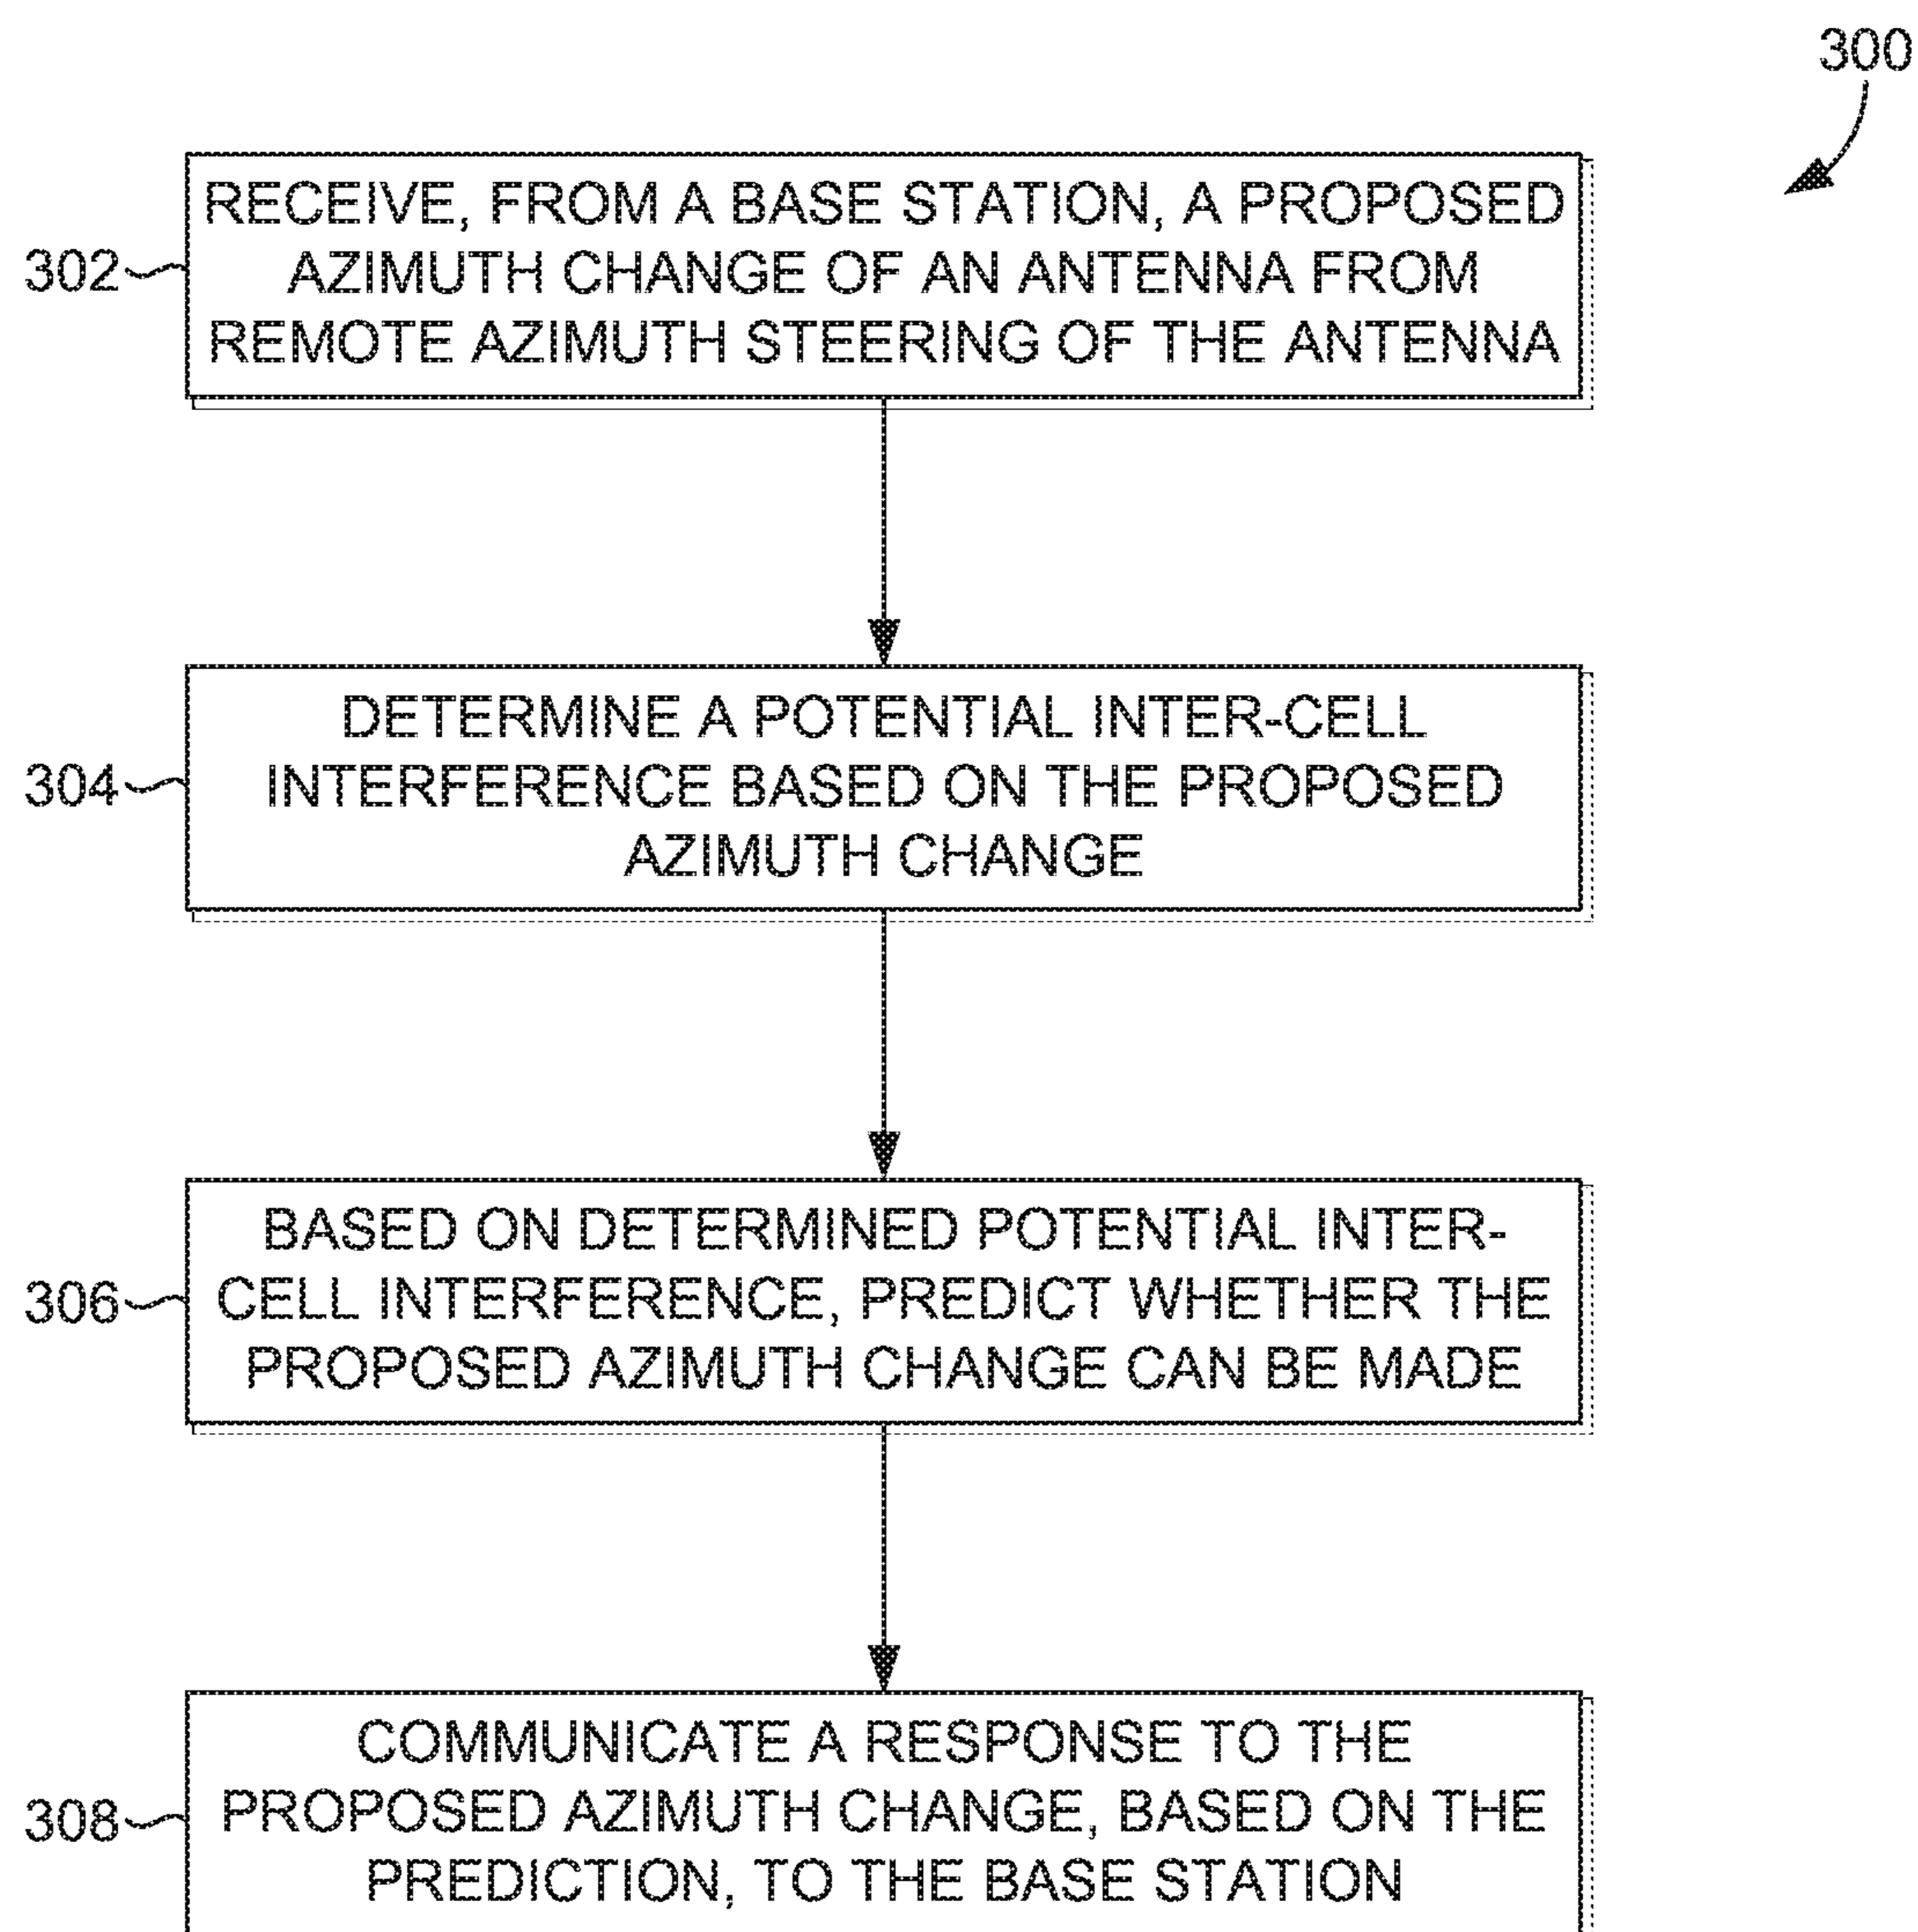 300
302
RECEIVE, FROM A BASE STATION, A PROPOSED
AZIMUTH CHANGE OF AN ANTENNA FROM
REMOTE AZIMUTH STEERING OF THE ANTENNA
304
DETERMINE A POTENTIAL INTER-CELL
INTERFERENCE BASED ON THE PROPOSED
AZIMUTH CHANGE
306
BASED ON DETERMINED POTENTIAL INTER-
CELL INTERFERENCE, PREDICT WHETHER THE
PROPOSED AZIMUTH CHANGE CAN BE MADE
308
COMMUNICATE A RESPONSE TO THE
PROPOSED AZIMUTH CHANGE, BASED ON THE
PREDICTION, TO THE BASE STATION